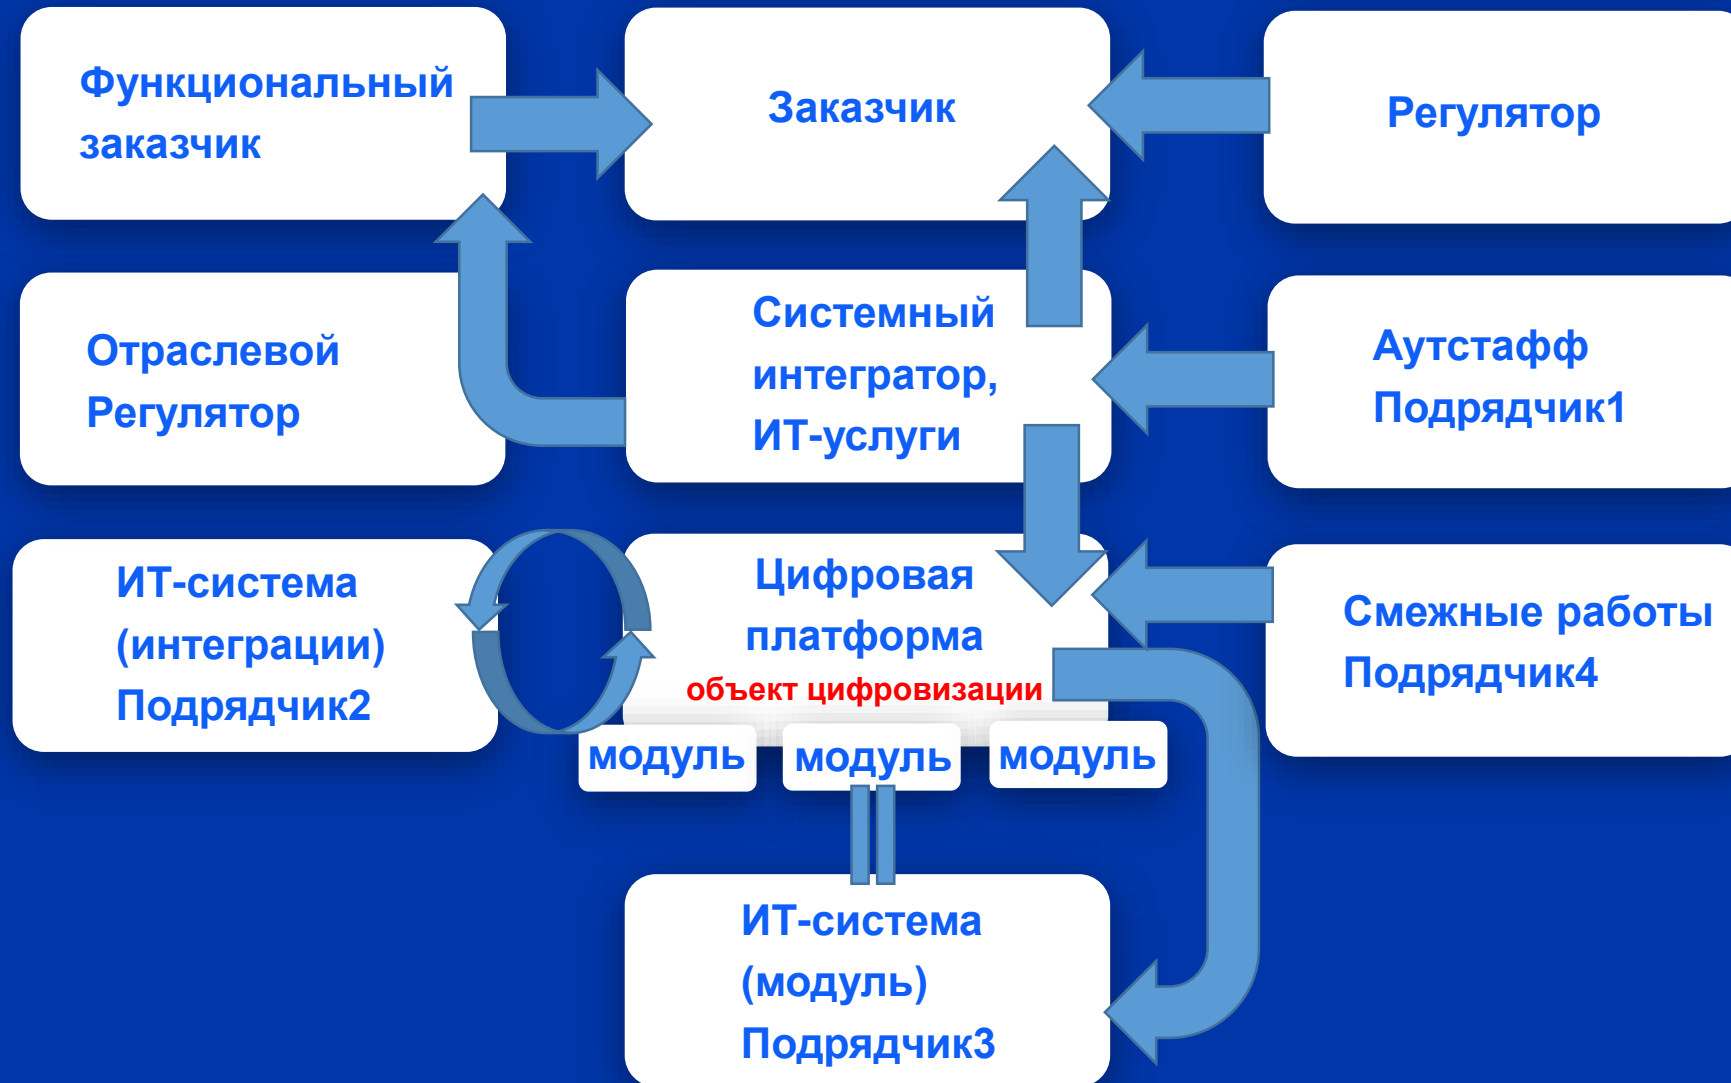 Функциональный
заказчик
Заказчик
Регулятор
Отраслевой
Регулятор
Системный
интегратор,
ИТ-услуги
Аутстафф
Подрядчик1
ИТ-система
(интеграции)
Подрядчик2
Цифровая
платформа
объект цифровизации
Смежные работы
Подрядчик4
модуль
модуль
модуль
ИТ-система
(модуль)
Подрядчик3